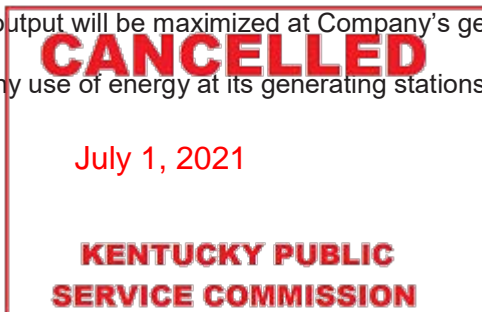 output will be maximized at Company's ge
CANCELLED
y use of energy at its generating stations
July 1, 2021
KENTUCKY PUBLIC
SERVICE COMMISSION